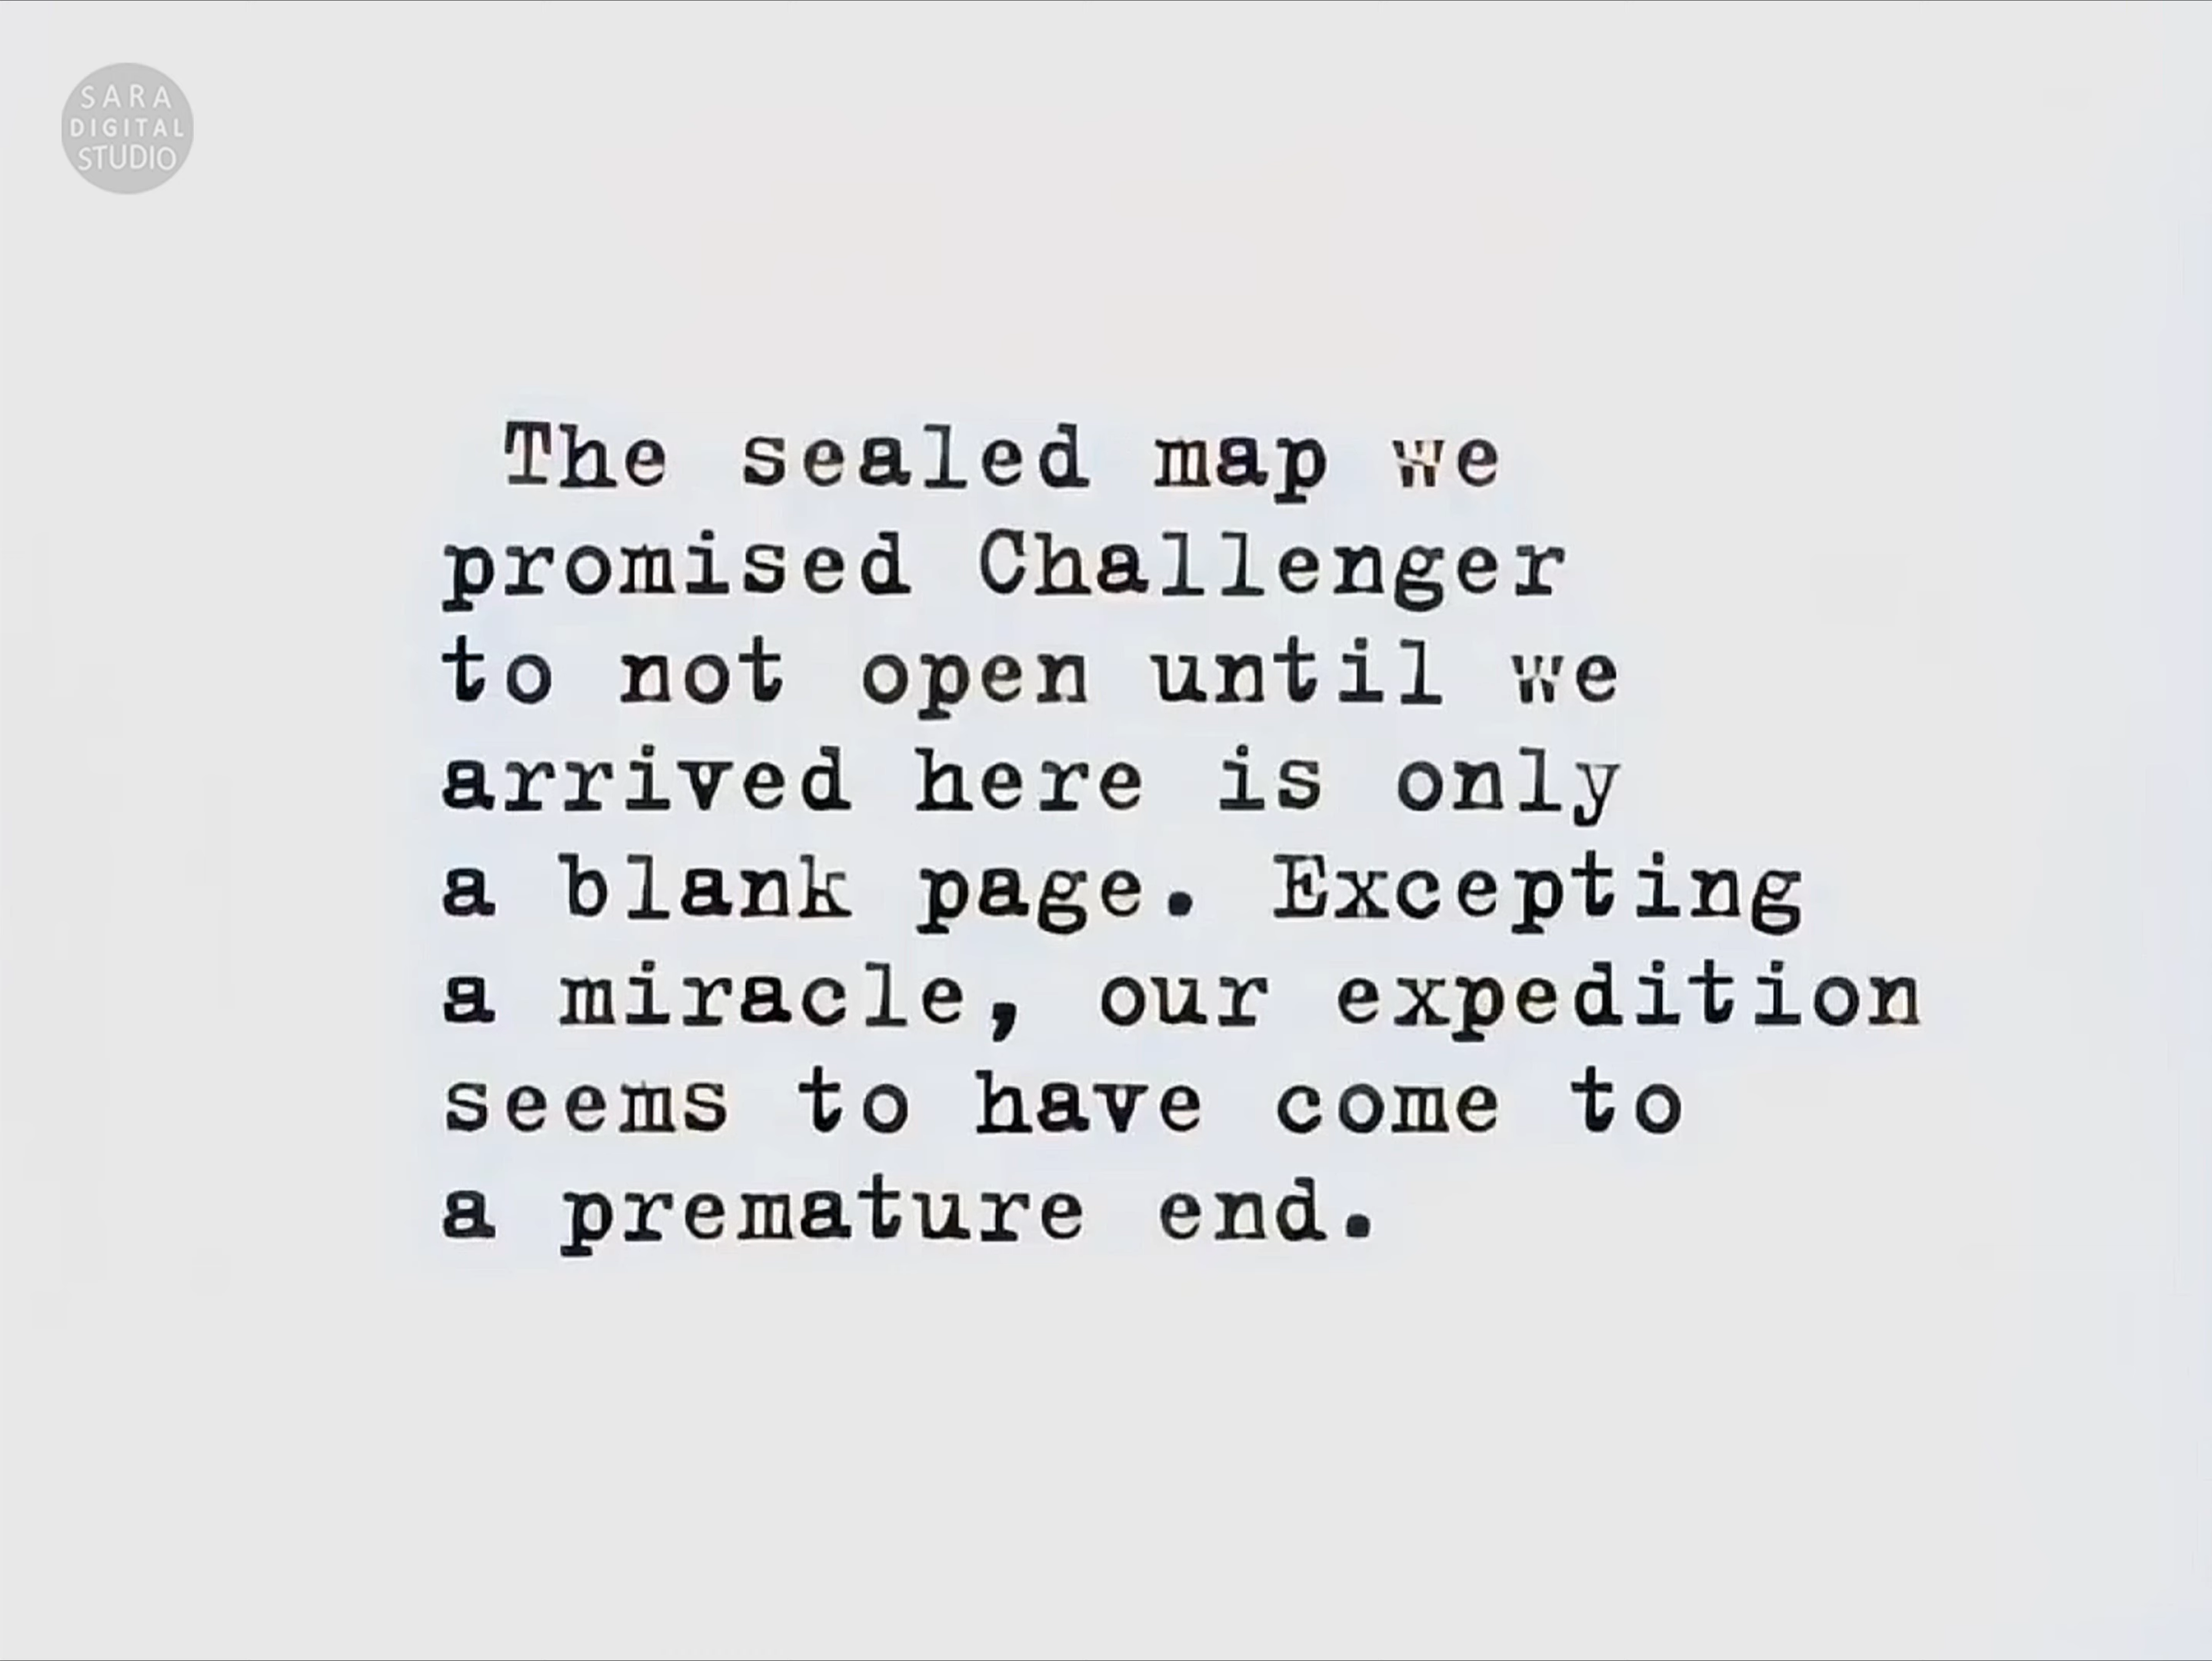 SARA
DIGITAL
STUDIO
The sealed map we
promised Challenger
to not open until we
arrived here is only
a blank page. Excepting
a miracle, our expedition
seems to have come to
a premature end.